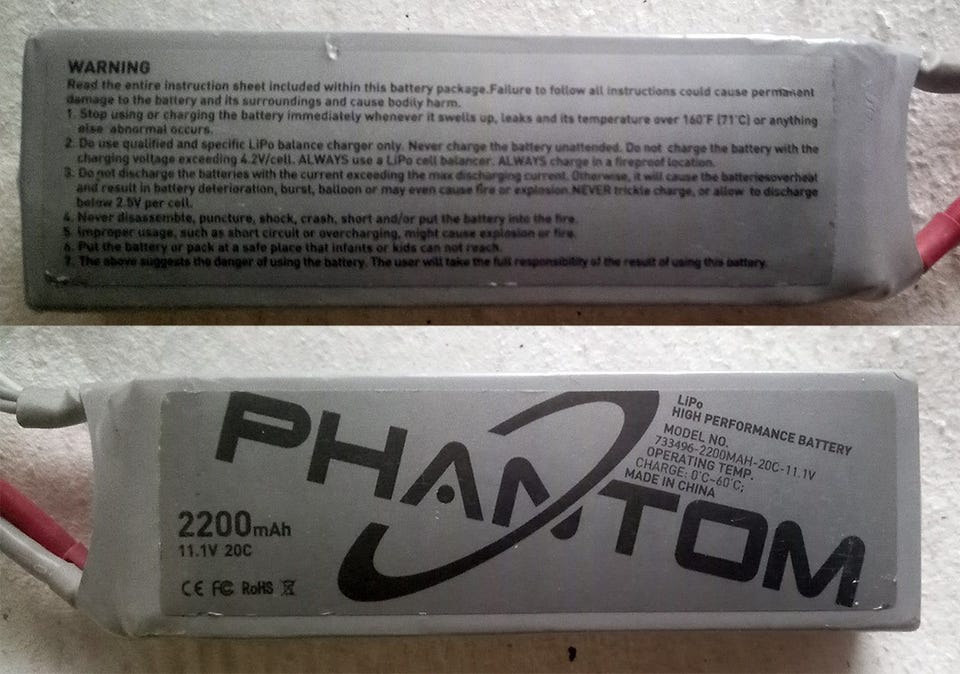 WARNING
Read the entire instruction sheet included within this battery package.Failure to follow all instructions could cause permanent
damage to the battery and its surroundings and cause bodily harm.
1. Stop using or charging the battery immediately whenever it swells up, leaks and its temperature over 160°F (71°C) or anything
else abnormal occurs.
2. Do use qualified and specific LiPo balance charger only. Never charge the battery unattended. Do not charge the battery with the
charging voltage exceeding 4.2V/cell. ALWAYS use a LiPo cell balancer. ALWAYS charge in a fireproof location.
3. Do not discharge the batteries with the current exceeding the max discharging current. Otherwise, it will cause the batteriesoverheat
and result in battery deterioration, burst, balloon or may even cause fire or explosion.NEVER trickle charge, or allow to discharge
below 2.5V per cell.
4. Never disassemble, puncture, shock, crash, short and/or put the battery into the fire.
5. Improper usage, such as short circuit or overcharging, might cause explosion or fire.
6. Put the battery or pack at a safe place that infants or kids can not reach.
7. The above suggests the danger of using the battery. The user will take the full responsibility of the result of using this battery.
PHANTOM
LiPo
HIGH PERFORMANCE BATTERY
MODEL NO.
733496-2200MAH-20C-11.1V
OPERATING TEMP.
CHARGE: 0°C~60°C;
MADE IN CHINA
2200mAh
11.1V 20C
CE FC RoHS